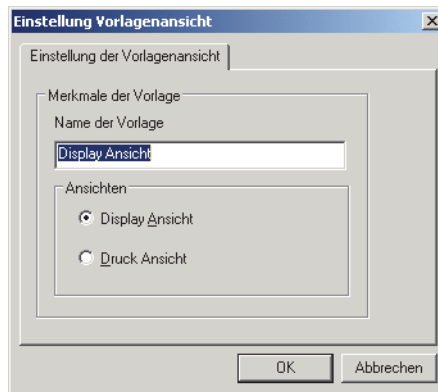 Einstellung Vorlagenansicht
Einstellung der Vorlagenansicht
Merkmale der Vorlage
Name der Vorlage
Display Ansicht
Ansichten
Display Ansicht
Druck Ansicht
OK
Abbrechen